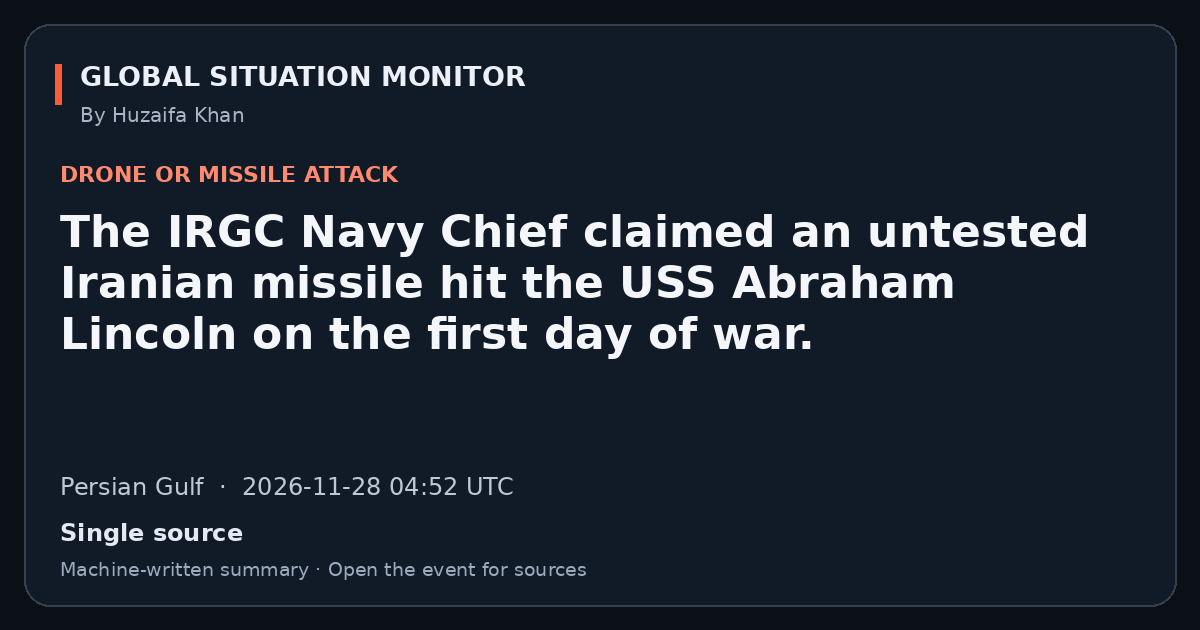 GLOBAL SITUATION MONITOR
By Huzaifa Khan
DRONE OR MISSILE ATTACK
The IRGC Navy Chief claimed an untested
Iranian missile hit the USS Abraham
Lincoln on the first day of war.
Persian Gulf · 2026-11-28 04:52 UTC
Single source
Machine-written summary · Open the event for sources